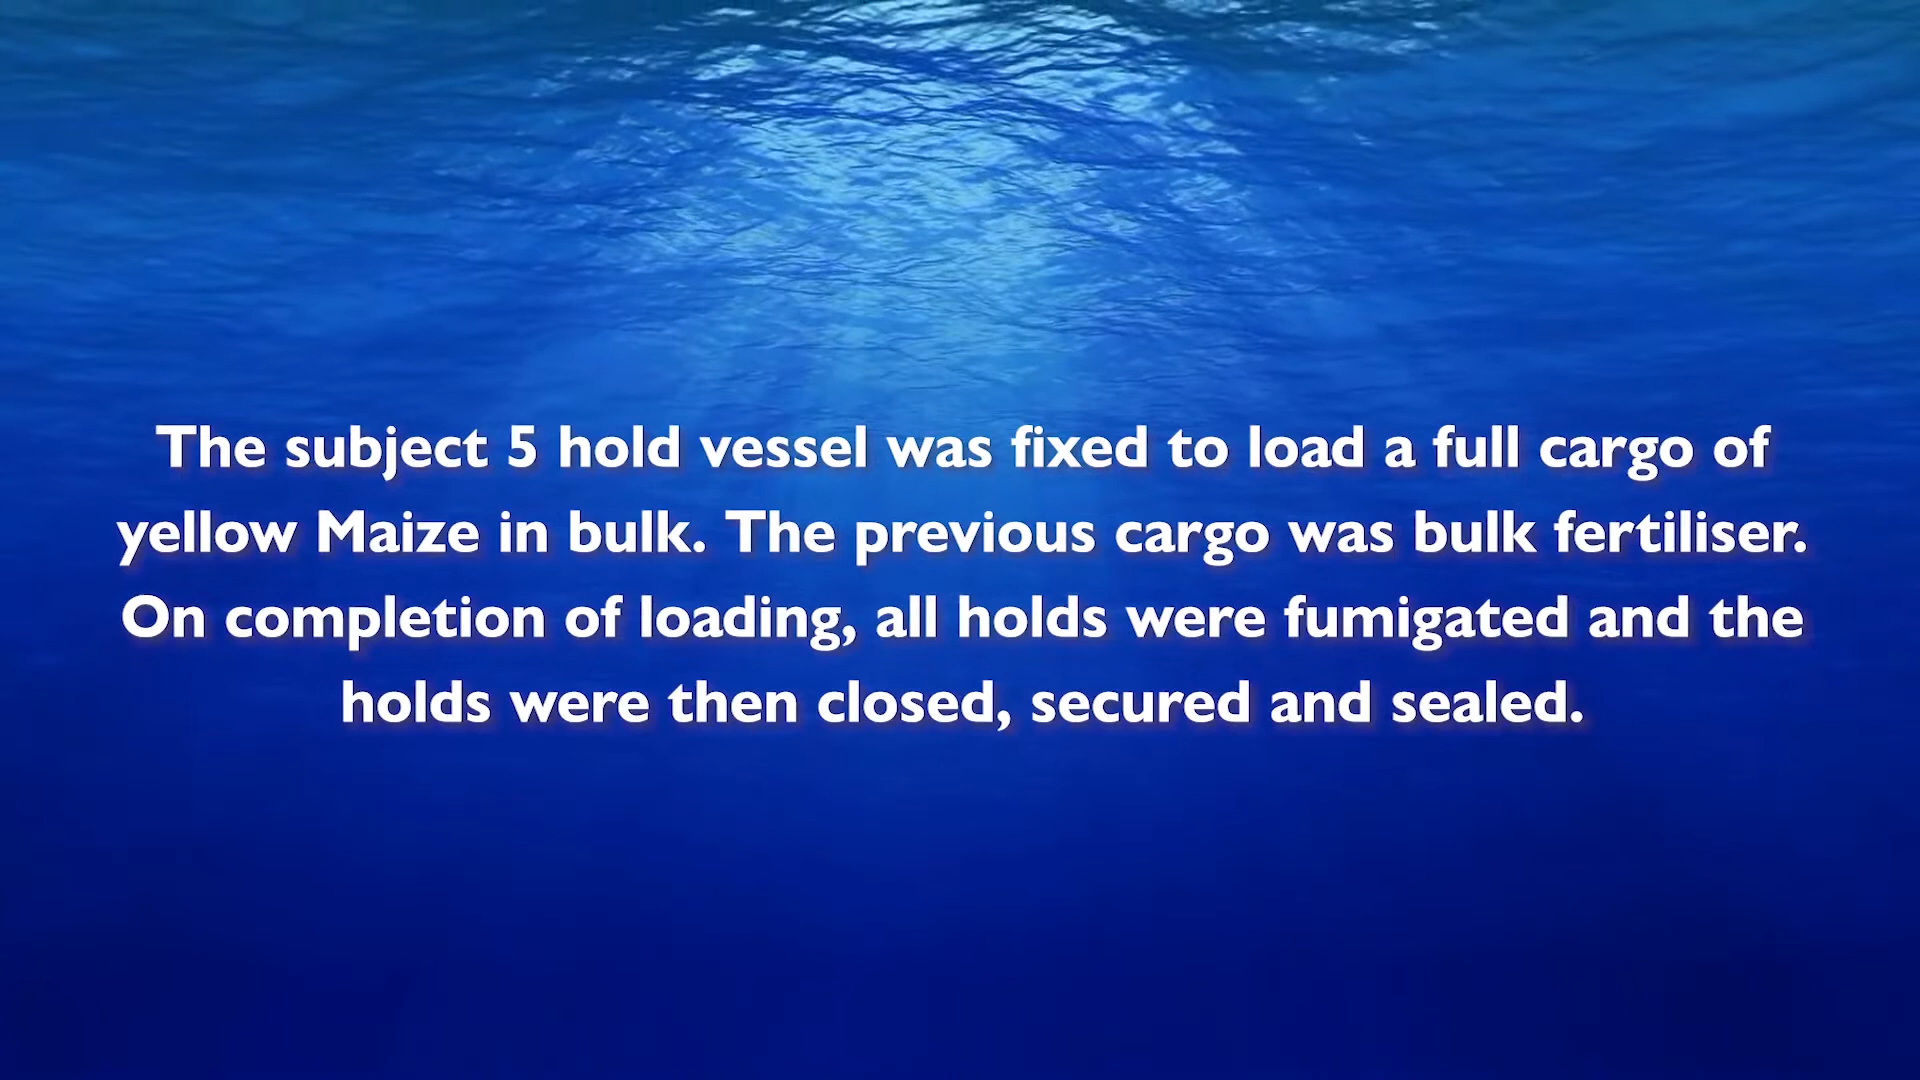 The subject 5 hold vessel was fixed to load a full cargo of
yellow Maize in bulk. The previous cargo was bulk fertiliser.
On completion of loading, all holds were fumigated and the
holds were then closed, secured and sealed.